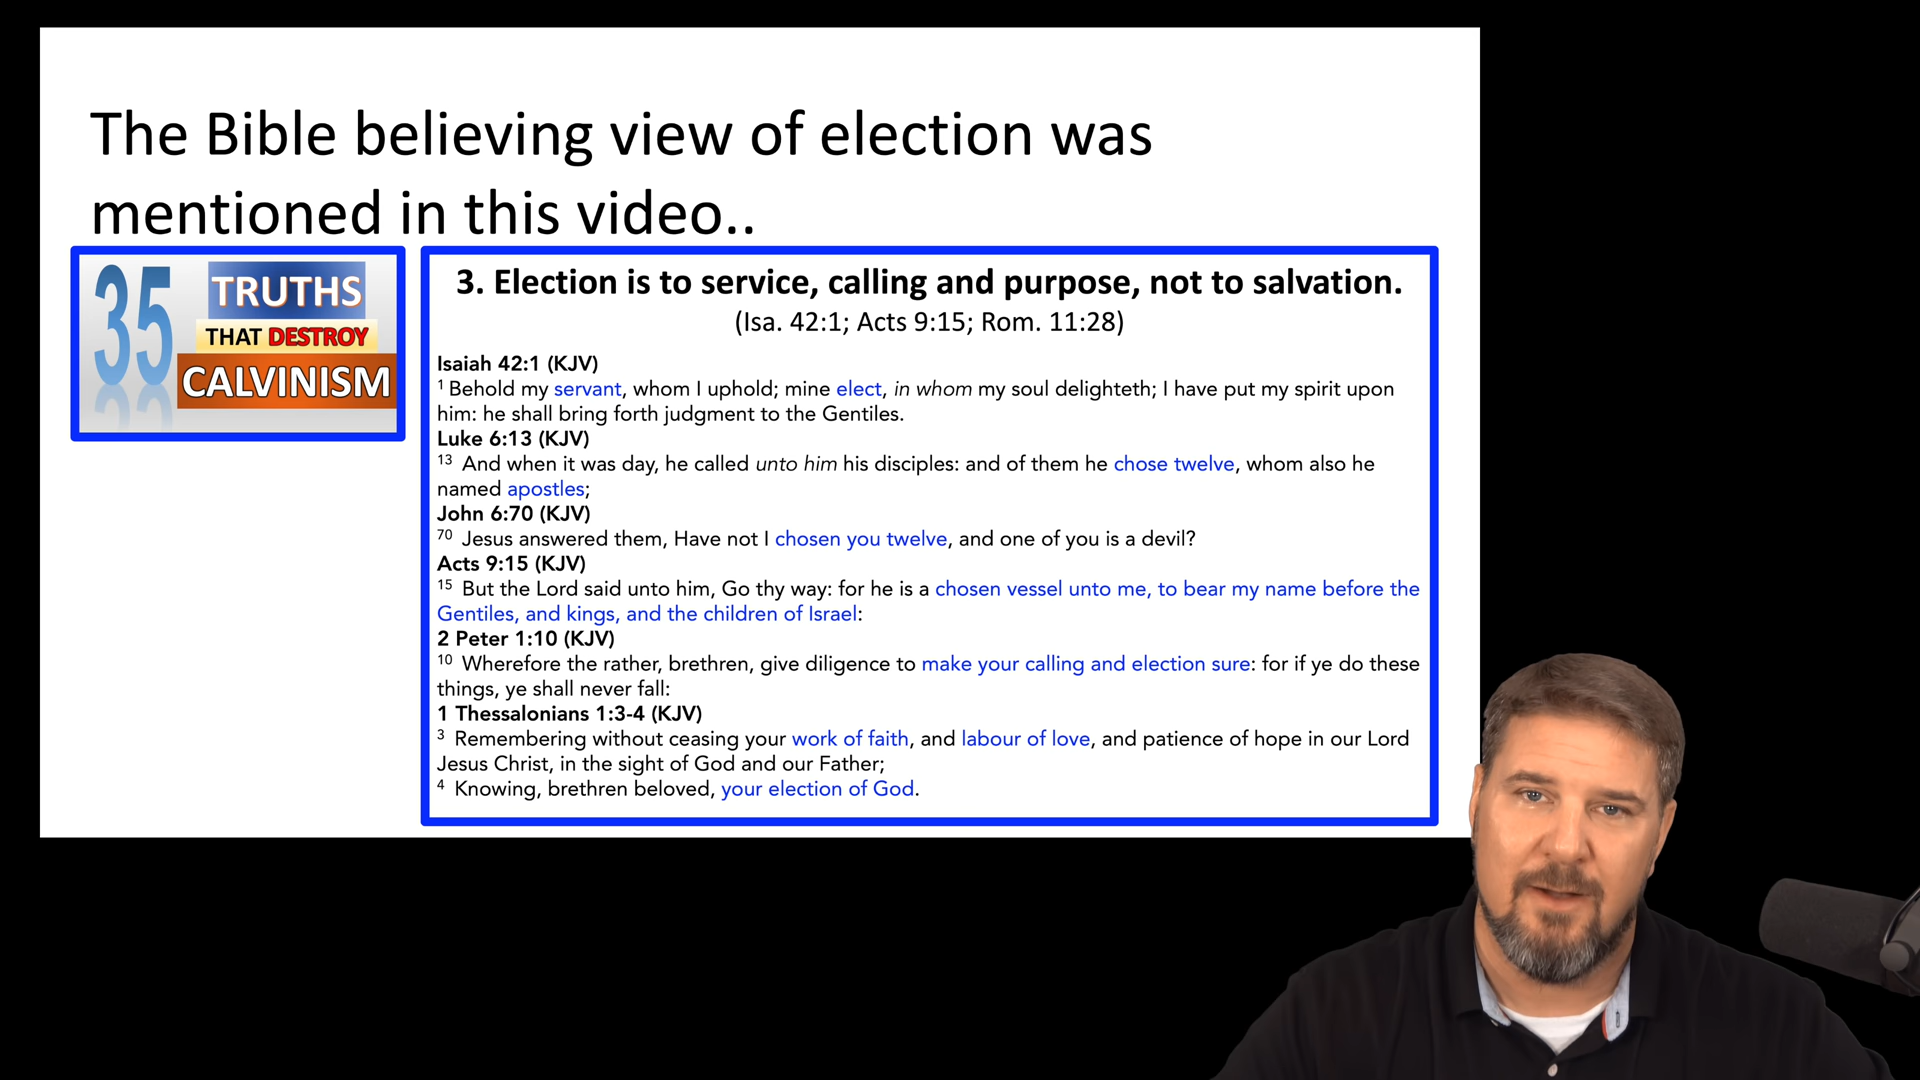 The Bible believing view of election was
mentioned in this video..
35
TRUTHS
THAT DESTROY
CALVINISM
3. Election is to service, calling and purpose, not to salvation.
(Isa. 42:1; Acts 9:15; Rom. 11:28)
Isaiah 42:1 (KJV)
1 Behold my servant, whom I uphold; mine elect, in whom my soul delighteth; I have put my spirit upon
him: he shall bring forth judgment to the Gentiles.
Luke 6:13 (KJV)
13 And when it was day, he called unto him his disciples: and of them he chose twelve, whom also he
named apostles;
John 6:70 (KJV)
70 Jesus answered them, Have not I chosen you twelve, and one of you is a devil?
Acts 9:15 (KJV)
15 But the Lord said unto him, Go thy way: for he is a chosen vessel unto me, to bear my name before the
Gentiles, and kings, and the children of Israel:
2 Peter 1:10 (KJV)
10 Wherefore the rather, brethren, give diligence to make your calling and election sure: for if ye do these
things, ye shall never fall:
1 Thessalonians 1:3-4 (KJV)
3 Remembering without ceasing your work of faith, and labour of love, and patience of hope in our Lord
Jesus Christ, in the sight of God and our Father;
4 Knowing, brethren beloved, your election of God.